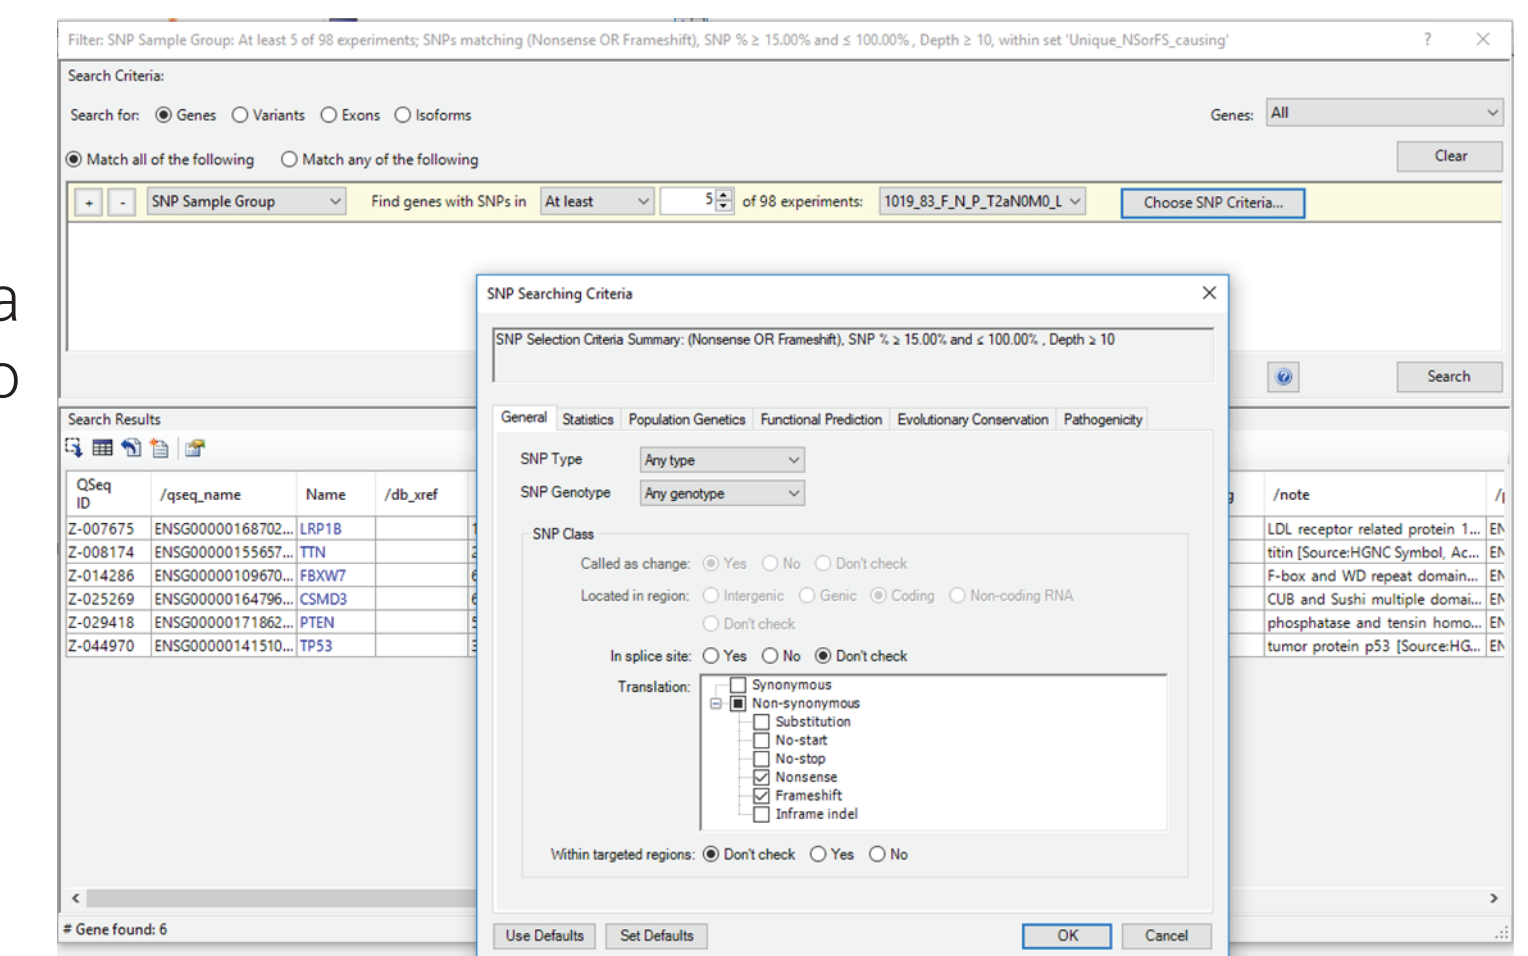 Filter: SNP Sample Group: At least 5 of 98 experiments; SNPs matching (Nonsense OR Frameshift), SNP % ≥ 15.00% and ≤ 100.00% , Depth ≥ 10, within set 'Unique_NSorFS_causing'
?
Search Criteria:
Search for: Genes Variants Exons Isoforms
Genes: All
Match all of the following Match any of the following
Clear
+ - SNP Sample Group Find genes with SNPs in At least 5 of 98 experiments: 1019_83_F_N_P_T2aN0M0_L Choose SNP Criteria...
a
SNP Searching Criteria
SNP Selection Criteria Summary: (Nonsense OR Frameshift), SNP % ≥ 15.00% and ≤ 100.00% , Depth ≥ 10
Search
Search Results
General Statistics Population Genetics Functional Prediction Evolutionary Conservation Pathogenicity
SNP Type Any type
SNP Genotype Any genotype
QSeq ID /qseq_name Name /db_xref /note
Z-007675 ENSG00000168702... LRP1B LDL receptor related protein 1... EN
Z-008174 ENSG00000155657... TTN titin [Source:HGNC Symbol, Ac... EN
Z-014286 ENSG00000109670... FBXW7 F-box and WD repeat domain... EN
Z-025269 ENSG00000164796... CSMD3 CUB and Sushi multiple domai... EN
Z-029418 ENSG00000171862... PTEN phosphatase and tensin homo... EN
Z-044970 ENSG00000141510... TP53 tumor protein p53 [Source:HG... EN
SNP Class
Called as change: Yes No Don't check
Located in region: Intergenic Genic Coding Non-coding RNA
Don't check
In splice site: Yes No Don't check
Translation: Synonymous
Non-synonymous
Substitution
No-start
No-stop
Nonsense
Frameshift
Inframe indel
Within targeted regions: Don't check Yes No
# Gene found: 6
Use Defaults Set Defaults OK Cancel